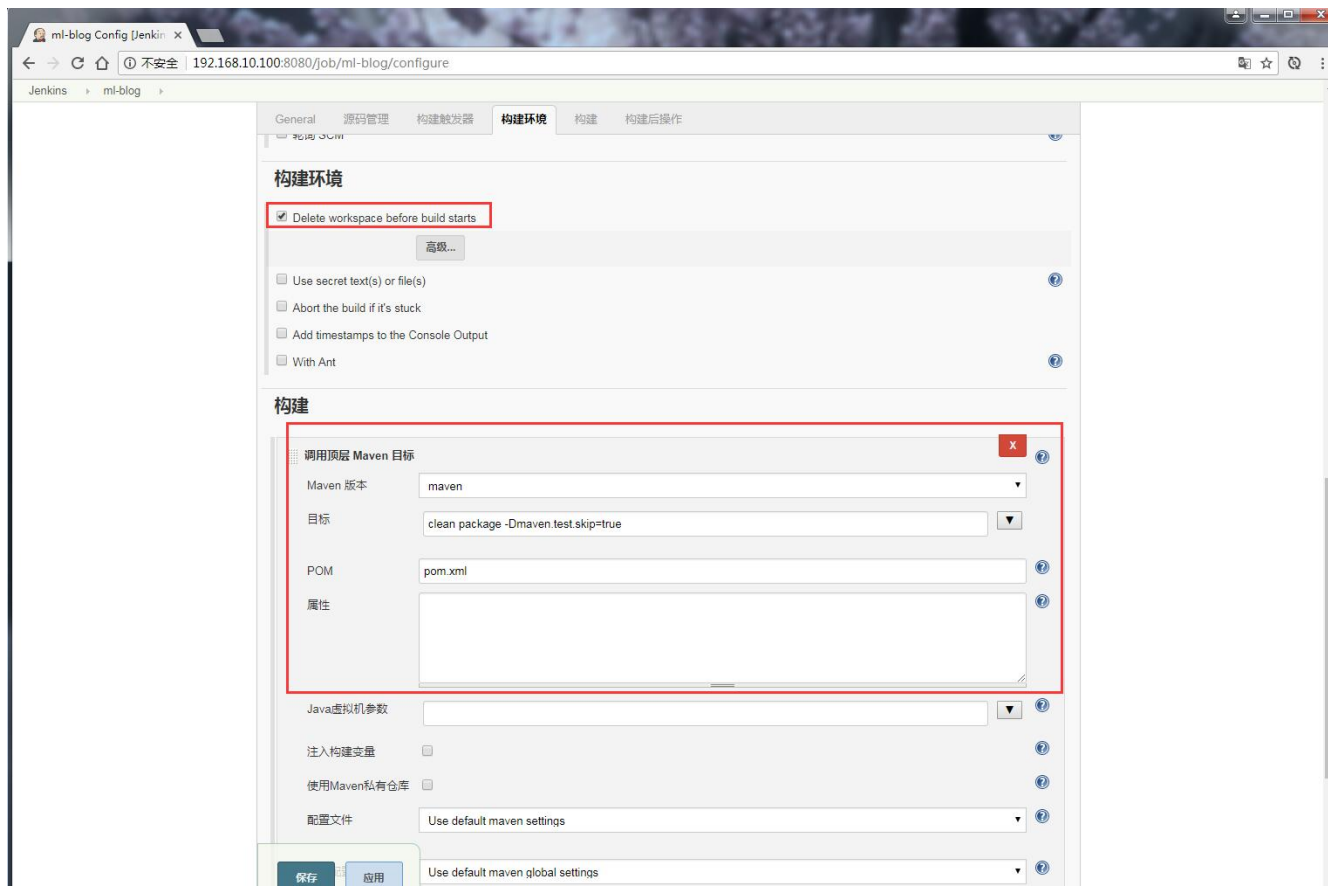 ml-blog Config [Jenkin
不安全 192.168.10.100:8080/job/ml-blog/configure
Jenkins ml-blog
General 源码管理 构建触发器 构建环境 构建 构建后操作
轮询 SCM
构建环境
Delete workspace before build starts
高级...
Use secret text(s) or file(s)
Abort the build if it's stuck
Add timestamps to the Console Output
With Ant
构建
X
调用顶层 Maven 目标
Maven 版本 maven
目标 clean package -Dmaven.test.skip=true
POM pom.xml
属性
Java虚拟机参数
注入构建变量
使用Maven私有仓库
配置文件 Use default maven settings
Use default maven global settings
保存 应用